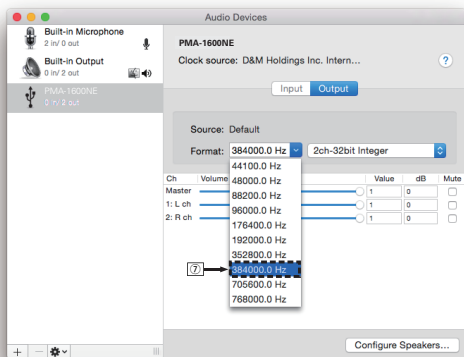 Audio Devices
Built-in Microphone
2 in/ 0 out
Built-in Output
0 in/ 2 out
PMA-1600NE
0 in/ 2 out
PMA-1600NE
Clock source: D&M Holdings Inc. Intern...
?
Input Output
Source: Default
Format: 384000.0 Hz 2ch-32bit Integer
44100.0 Hz
48000.0 Hz
88200.0 Hz
96000.0 Hz
176400.0 Hz
192000.0 Hz
352800.0 Hz
⑦ 384000.0 Hz
705600.0 Hz
768000.0 Hz
Ch Volume Value dB Mute
Master 1 0
1: L ch 1 0
2: R ch 1 0
Configure Speakers...